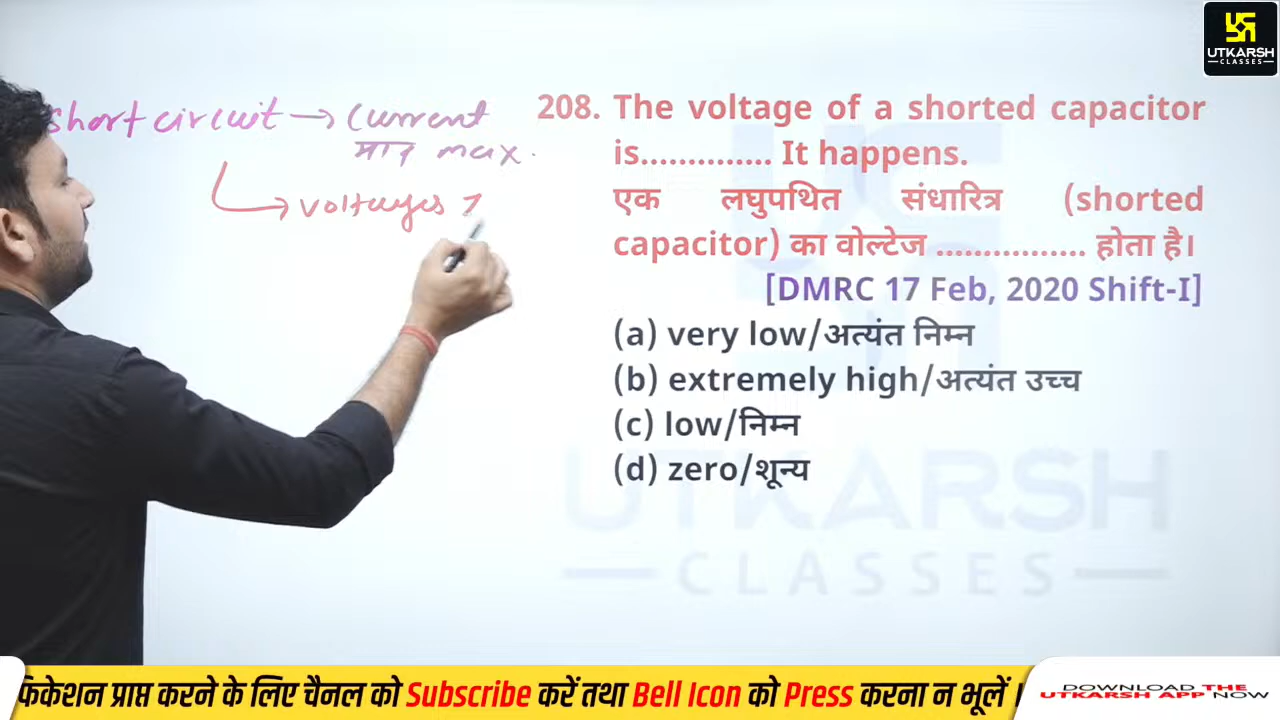 UTKARSH
CLASSES
short circuit → current
मान max.
→ voltages
208. The voltage of a shorted capacitor
is............... It happens.
एक लघुपथित संधारित्र (shorted
capacitor) का वोल्टेज ................ होता है।
[DMRC 17 Feb, 2020 Shift-I]
(a) very low/अत्यंत निम्न
(b) extremely high/अत्यंत उच्च
(c) low/निम्न
(d) zero/शून्य
UTKARSH
CLASSES
फिकेशन प्राप्त करने के लिए चैनल को Subscribe करें तथा Bell Icon को Press करना न भूलें।
DOWNLOAD THE
UTKARSH APP NOW